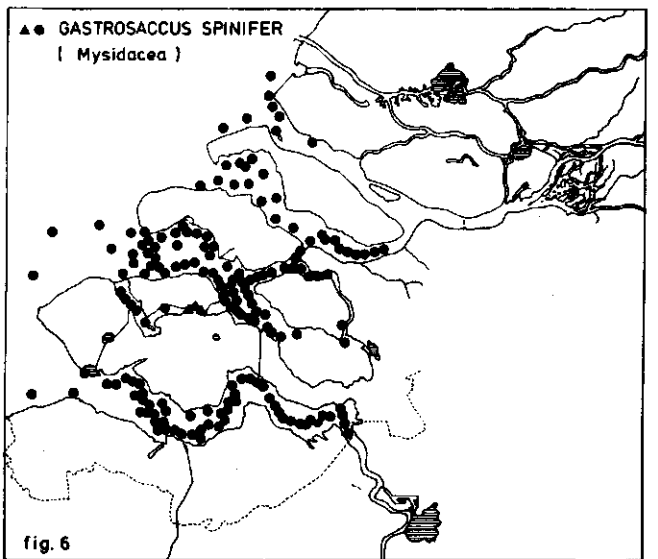 ▲● GASTROSACCUS SPINIFER
( Mysidacea )
fig. 6